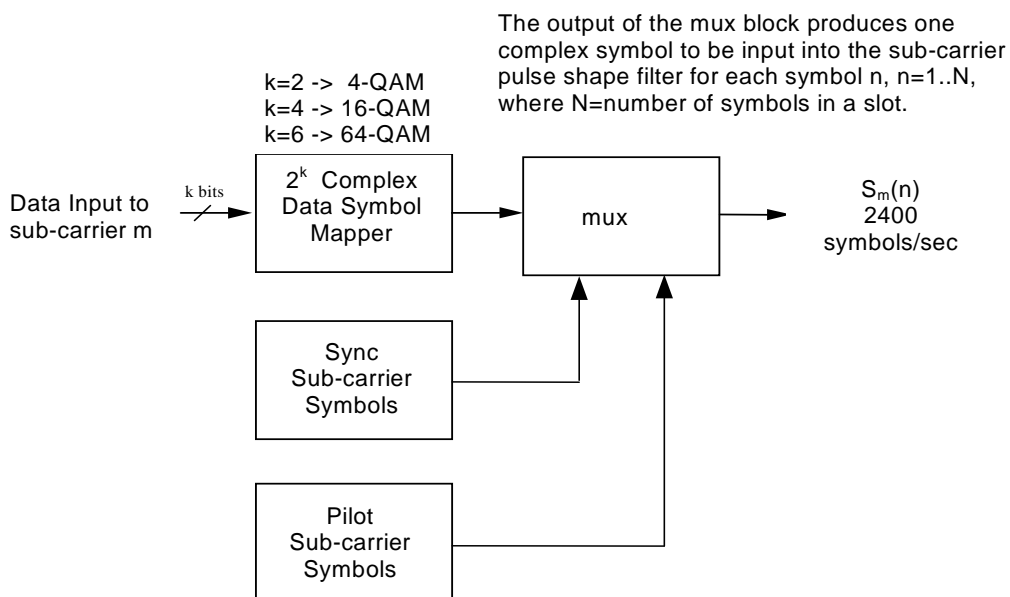 The output of the mux block produces one
complex symbol to be input into the sub-carrier
pulse shape filter for each symbol n, n=1..N,
where N=number of symbols in a slot.
k=2 -> 4-QAM
k=4 -> 16-QAM
k=6 -> 64-QAM
Data Input to
sub-carrier m
k bits
2^k Complex
Data Symbol
Mapper
mux
S_m(n)
2400
symbols/sec
Sync
Sub-carrier
Symbols
Pilot
Sub-carrier
Symbols